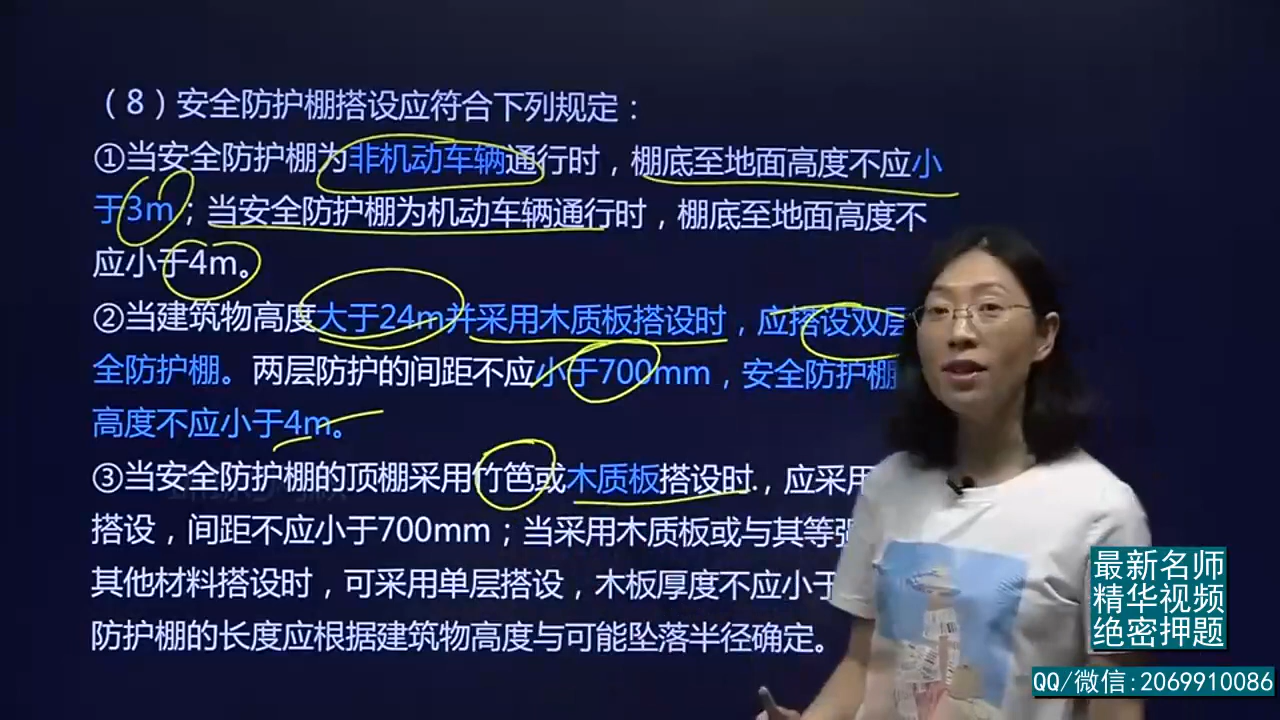 （8）安全防护棚搭设应符合下列规定：
①当安全防护棚为非机动车辆通行时，棚底至地面高度不应小
于3m；当安全防护棚为机动车辆通行时，棚底至地面高度不
应小于4m。
②当建筑物高度大于24m并采用木质板搭设时，应搭设双层
全防护棚。两层防护的间距不应小于700mm，安全防护棚
高度不应小于4m。
③当安全防护棚的顶棚采用竹笆或木质板搭设时，应采用
搭设，间距不应小于700mm；当采用木质板或与其等强
其他材料搭设时，可采用单层搭设，木板厚度不应小于
防护棚的长度应根据建筑物高度与可能坠落半径确定。
最新名师
精华视频
绝密押题
QQ/微信:2069910086